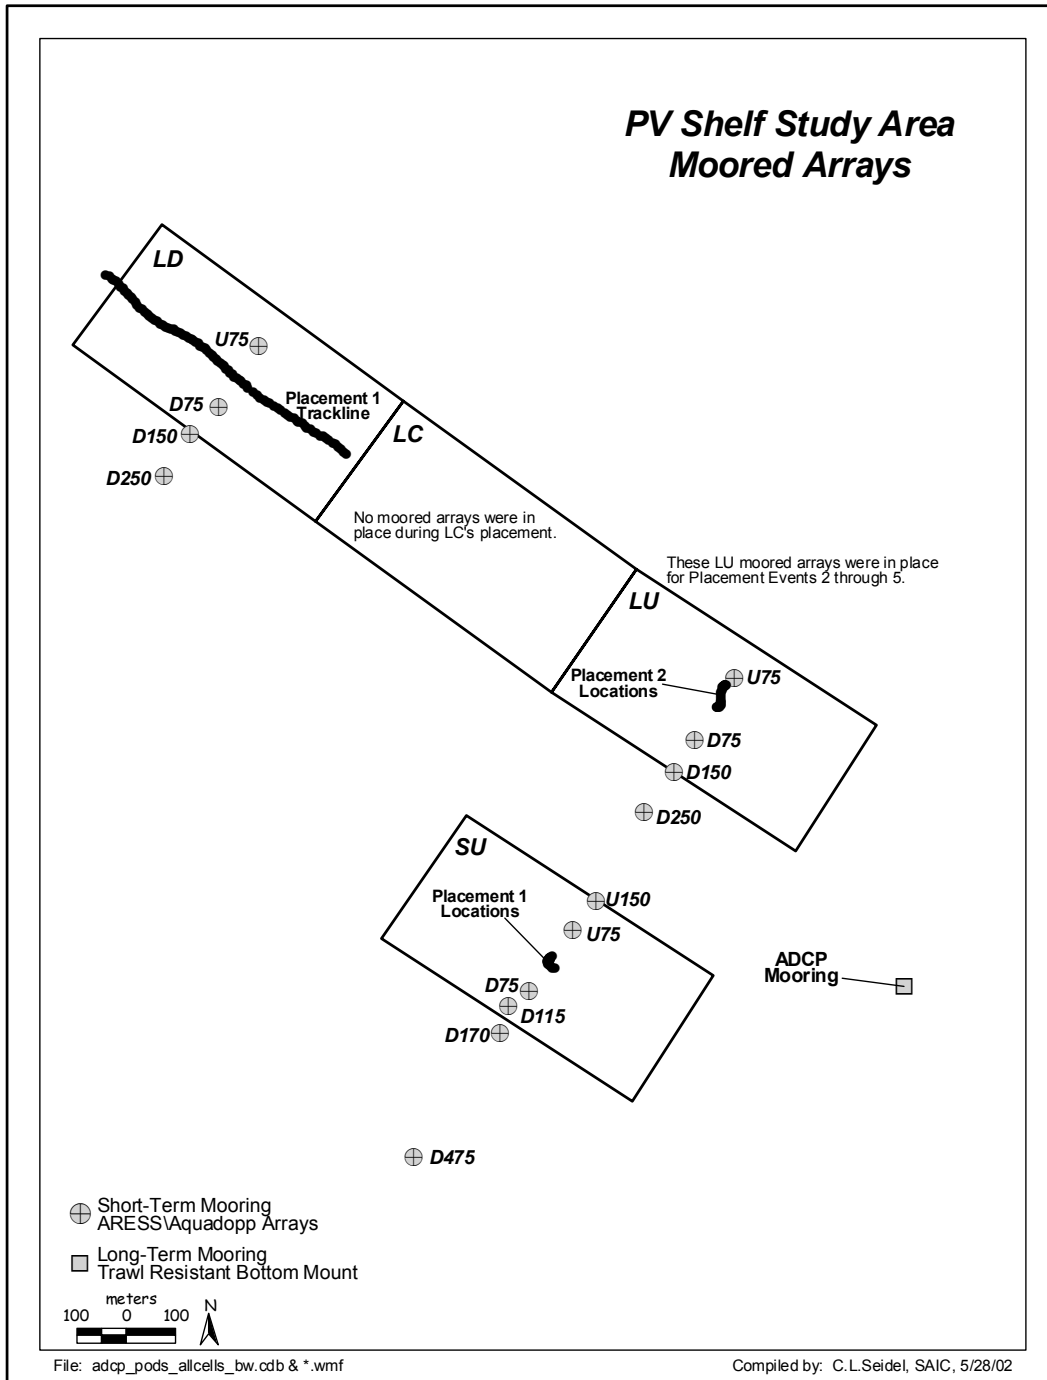 PV Shelf Study Area
Moored Arrays
LD
U75
Placement 1
Trackline
D75
D150
D250
LC
No moored arrays were in
place during LC's placement.
These LU moored arrays were in place
for Placement Events 2 through 5.
LU
Placement 2
Locations
U75
D75
D150
D250
SU
Placement 1
Locations
U150
U75
D75
D115
D170
ADCP
Mooring
D475
Short-Term Mooring
ARESS\Aquadopp Arrays
Long-Term Mooring
Trawl Resistant Bottom Mount
meters
100 0 100
N
File: adcp_pods_allcells_bw.cdb & *.wmf
Compiled by: C.L.Seidel, SAIC, 5/28/02